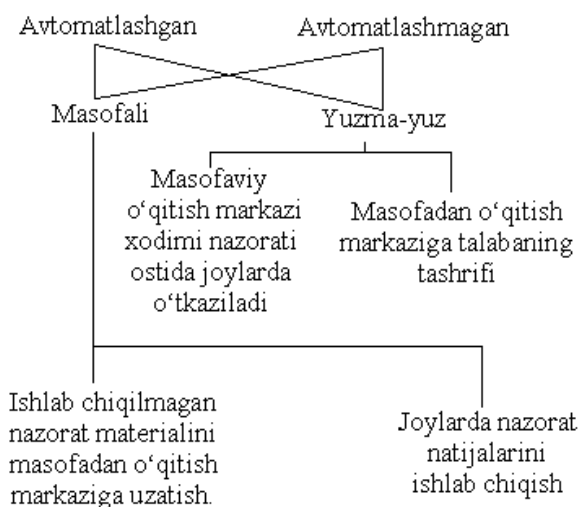 Avtomatlashgan
Avtomatlashmagan
Masofali
Yuzma-yuz
Masofaviy
o‘qitish markazi
xodimi nazorati
ostida joylarda
o‘tkaziladi
Masofadan o‘qitish
markaziga talabaning
tashrifi
Ishlab chiqilmagan
nazorat materialini
masofadan o‘qitish
markaziga uzatish.
Joylarda nazorat
natijalarini
ishlab chiqish